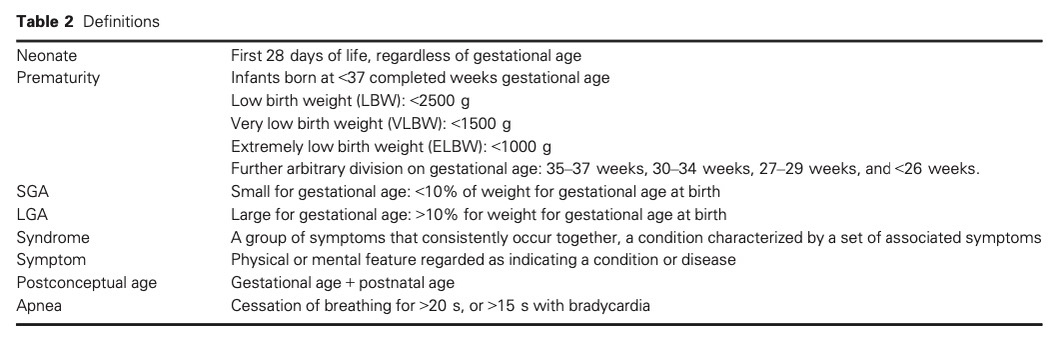 Table 2 Definitions
Neonate First 28 days of life, regardless of gestational age
Prematurity Infants born at <37 completed weeks gestational age
Low birth weight (LBW): <2500 g
Very low birth weight (VLBW): <1500 g
Extremely low birth weight (ELBW): <1000 g
Further arbitrary division on gestational age: 35–37 weeks, 30–34 weeks, 27–29 weeks, and <26 weeks.
SGA Small for gestational age: <10% of weight for gestational age at birth
LGA Large for gestational age: >10% for weight for gestational age at birth
Syndrome A group of symptoms that consistently occur together, a condition characterized by a set of associated symptoms
Symptom Physical or mental feature regarded as indicating a condition or disease
Postconceptual age Gestational age + postnatal age
Apnea Cessation of breathing for >20 s, or >15 s with bradycardia